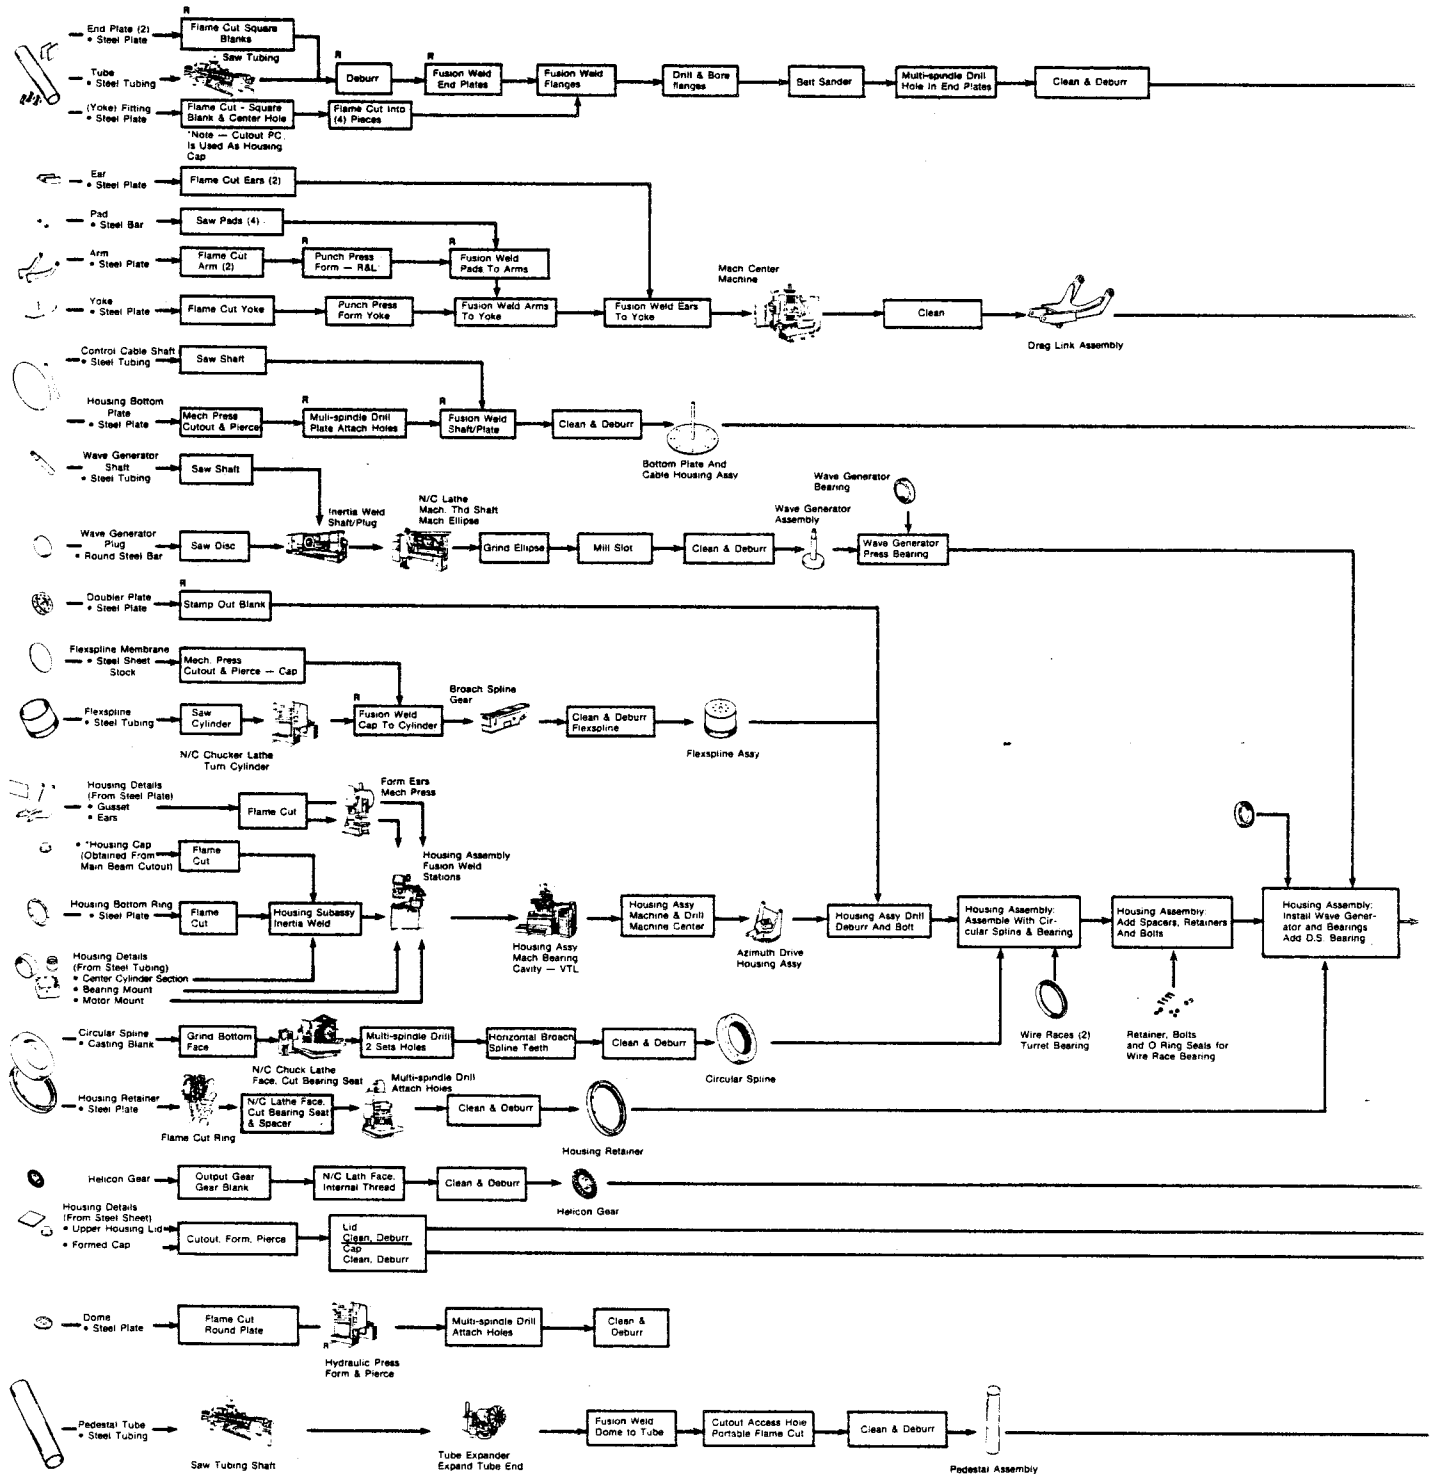 R
End Plate (2)
• Steel Plate
Flame Cut Square
Blanks
Saw Tubing
Tube
• Steel Tubing
R
Deburr
R
Fusion Weld
End Plates
Fusion Weld
Flanges
Drill & Bore
flanges
Belt Sander
Multi-spindle Drill
Hole In End Plates
Clean & Deburr
(Yoke) Fitting
• Steel Plate
Flame Cut - Square
Blank & Center Hole
Flame Cut Into
(4) Pieces
*Note — Cutout PC
Is Used As Housing
Cap
Ear
• Steel Plate
Flame Cut Ears (2)
Pad
• Steel Bar
Saw Pads (4)
Arm
• Steel Plate
Flame Cut
Arm (2)
R
Punch Press
Form — R&L
R
Fusion Weld
Pads To Arms
Yoke
• Steel Plate
Flame Cut Yoke
Punch Press
Form Yoke
Fusion Weld Arms
To Yoke
Fusion Weld Ears
To Yoke
Mach Center
Machine
Clean
Drag Link Assembly
Control Cable Shaft
• Steel Tubing
Saw Shaft
Housing Bottom
Plate
• Steel Plate
Mech Press
Cutout & Pierce
R
Muli-spindle Drill
Plate Attach Holes
R
Fusion Weld
Shaft/Plate
Clean & Deburr
Bottom Plate And
Cable Housing Assy
Wave Generator
Shaft
• Steel Tubing
Saw Shaft
Wave Generator
Plug
• Round Steel Bar
Saw Disc
Inertia Weld
Shaft/Plug
N/C Lathe
Mach. Thd Shaft
Mach Ellipse
Grind Ellipse
Mill Slot
Clean & Deburr
Wave Generator
Assembly
Wave Generator
Bearing
Wave Generator
Press Bearing
Doubler Plate
• Steel Plate
R
Stamp Out Blank
Flexspline Membrane
• Steel Sheet
Stock
Mech. Press
Cutout & Pierce — Cap
Flexspline
• Steel Tubing
Saw
Cylinder
N/C Chucker Lathe
Turn Cylinder
R
Fusion Weld
Cap To Cylinder
Broach Spline
Gear
Clean & Deburr
Flexspline
Flexspline Assy
Housing Details
(From Steel Plate)
• Gusset
• Ears
Flame Cut
Form Ears
Mech Press
• *Housing Cap
(Obtained From
Main Beam Cutout)
Flame
Cut
Housing Assembly
Fusion Weld
Stations
Housing Bottom Ring
• Steel Plate
Flame
Cut
Housing Subassy
Inertia Weld
Housing Assy
Mach Bearing
Cavity — VTL
Housing Assy
Machine & Drill
Machine Center
Azimuth Drive
Housing Assy
Housing Assy Drill
Deburr And Bolt
Housing Assembly:
Assemble With Cir-
cular Spline & Bearing
Housing Assembly:
Add Spacers, Retainers
And Bolts
Housing Assembly:
Install Wave Gener-
ator and Bearings
Add D.S. Bearing
Housing Details
(From Steel Tubing)
• Center Cylinder Section
• Bearing Mount
• Motor Mount
Wire Races (2)
Turret Bearing
Retainer, Bolts
and O Ring Seals for
Wire Race Bearing
Circular Spline
• Casting Blank
Grind Bottom
Face
N/C Chuck Lathe
Face, Cut Bearing Seat
Multi-spindle Drill
2 Sets Holes
Horizontal Broach
Spline Teeth
Clean & Deburr
Circular Spline
Housing Retainer
• Steel Plate
Flame Cut Ring
N/C Lathe Face,
Cut Bearing Seat
& Spacer
Multi-spindle Drill
Attach Holes
Clean & Deburr
Housing Retainer
Helicon Gear
Output Gear
Gear Blank
N/C Lath Face,
Internal Thread
Clean & Deburr
Helicon Gear
Housing Details
(From Steel Sheet)
• Upper Housing Lid
• Formed Cap
Cutout, Form, Pierce
Lid
Clean, Deburr
Cap
Clean, Deburr
Dome
• Steel Plate
Flame Cut
Round Plate
R
Hydraulic Press
Form & Pierce
Multi-spindle Drill
Attach Holes
Clean &
Deburr
Pedestal Tube
• Steel Tubing
Saw Tubing Shaft
Tube Expander
Expand Tube End
Fusion Weld
Dome to Tube
Cutout Access Hole
Portable Flame Cut
Clean & Deburr
Pedestal Assembly